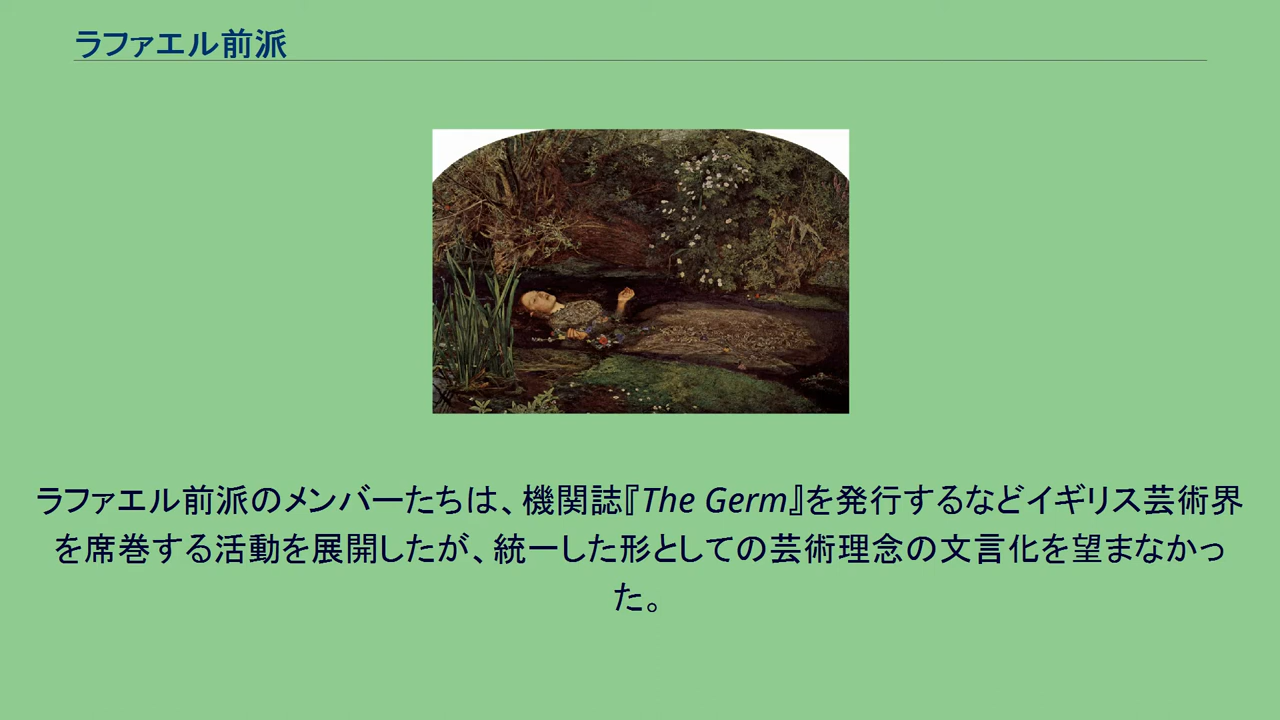 ラファエル前派
ラファエル前派のメンバーたちは、機関誌『The Germ』を発行するなどイギリス芸術界
を席巻する活動を展開したが、統一した形としての芸術理念の文言化を望まなかっ
た。